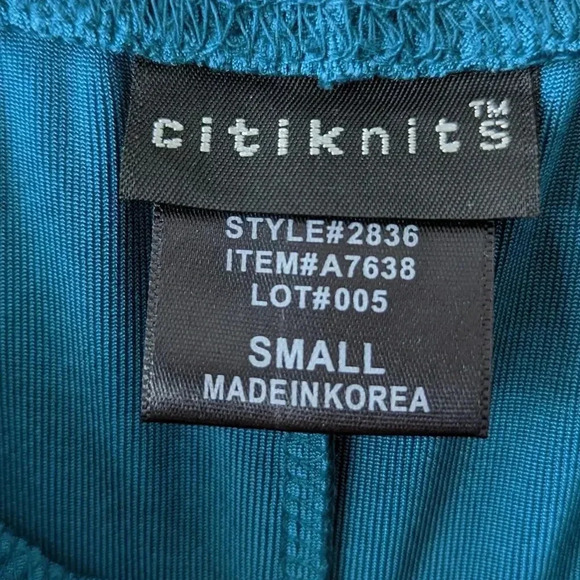 citiknits™
STYLE#2836
ITEM#A7638
LOT#005
SMALL
MADEINKOREA